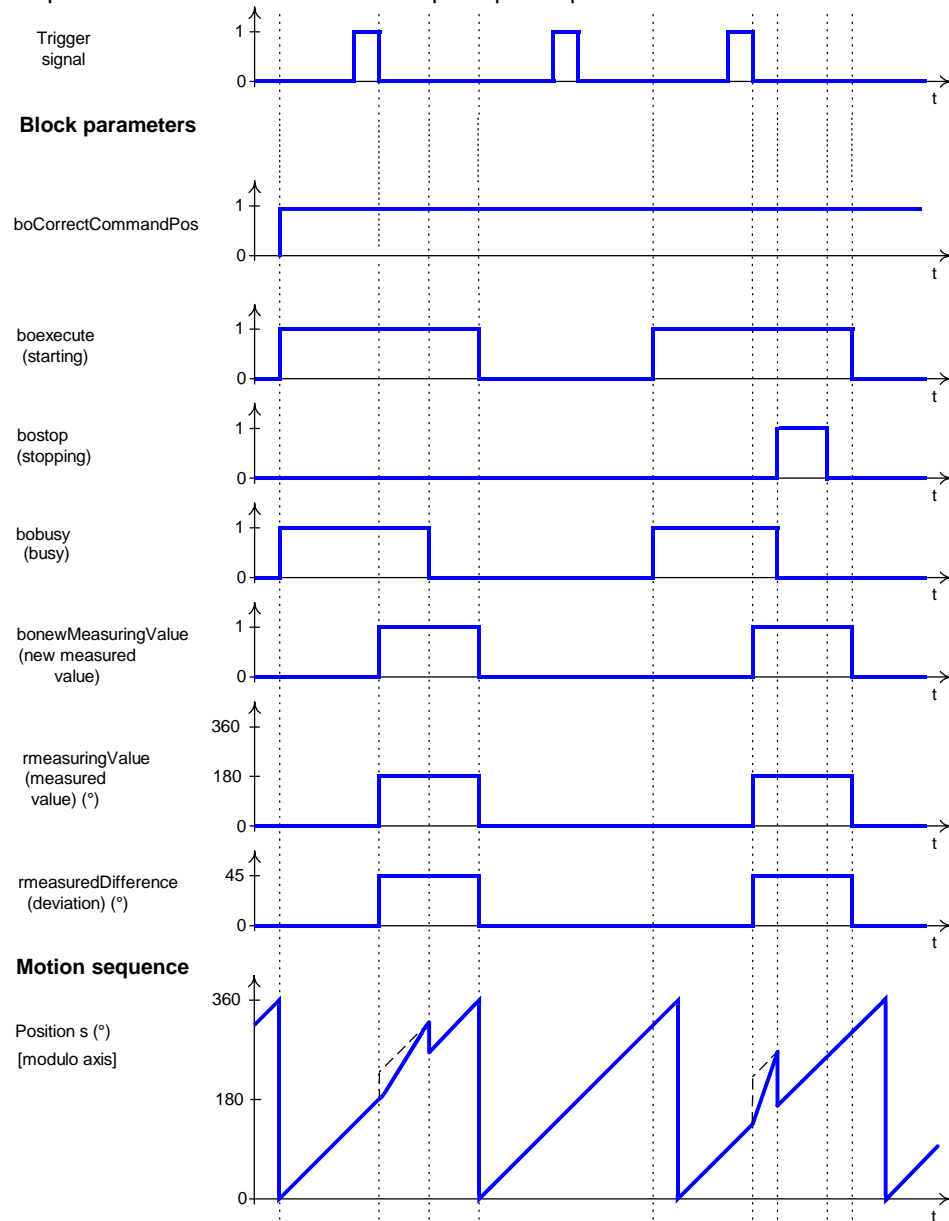 Trigger
signal
1
0
t
Block parameters
boCorrectCommandPos
1
0
t
boexecute
(starting)
1
0
t
bostop
(stopping)
1
0
t
bobusy
(busy)
1
0
t
bonewMeasuringValue
(new measured
value)
1
0
t
rmeasuringValue
(measured
value) (°)
360
180
0
t
rmeasuredDifference
(deviation) (°)
45
0
t
Motion sequence
Position s (°)
[modulo axis]
360
180
0
t